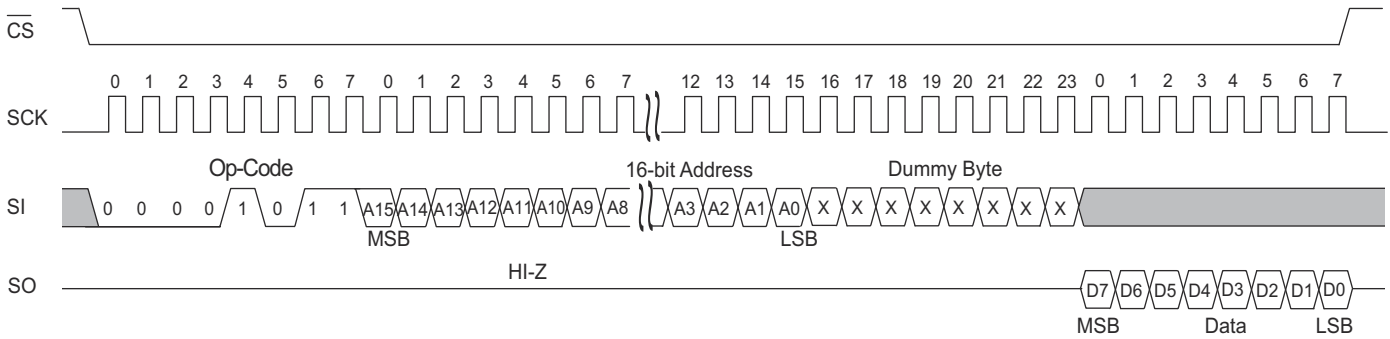 CS
0 1 2 3 4 5 6 7 0 1 2 3 4 5 6 7 12 13 14 15 16 17 18 19 20 21 22 23 0 1 2 3 4 5 6 7
SCK
Op-Code 16-bit Address Dummy Byte
SI 0 0 0 0 1 0 1 1 A15 A14 A13 A12 A11 A10 A9 A8 A3 A2 A1 A0 X X X X X X X X
MSB LSB
HI-Z
SO D7 D6 D5 D4 D3 D2 D1 D0
MSB Data LSB